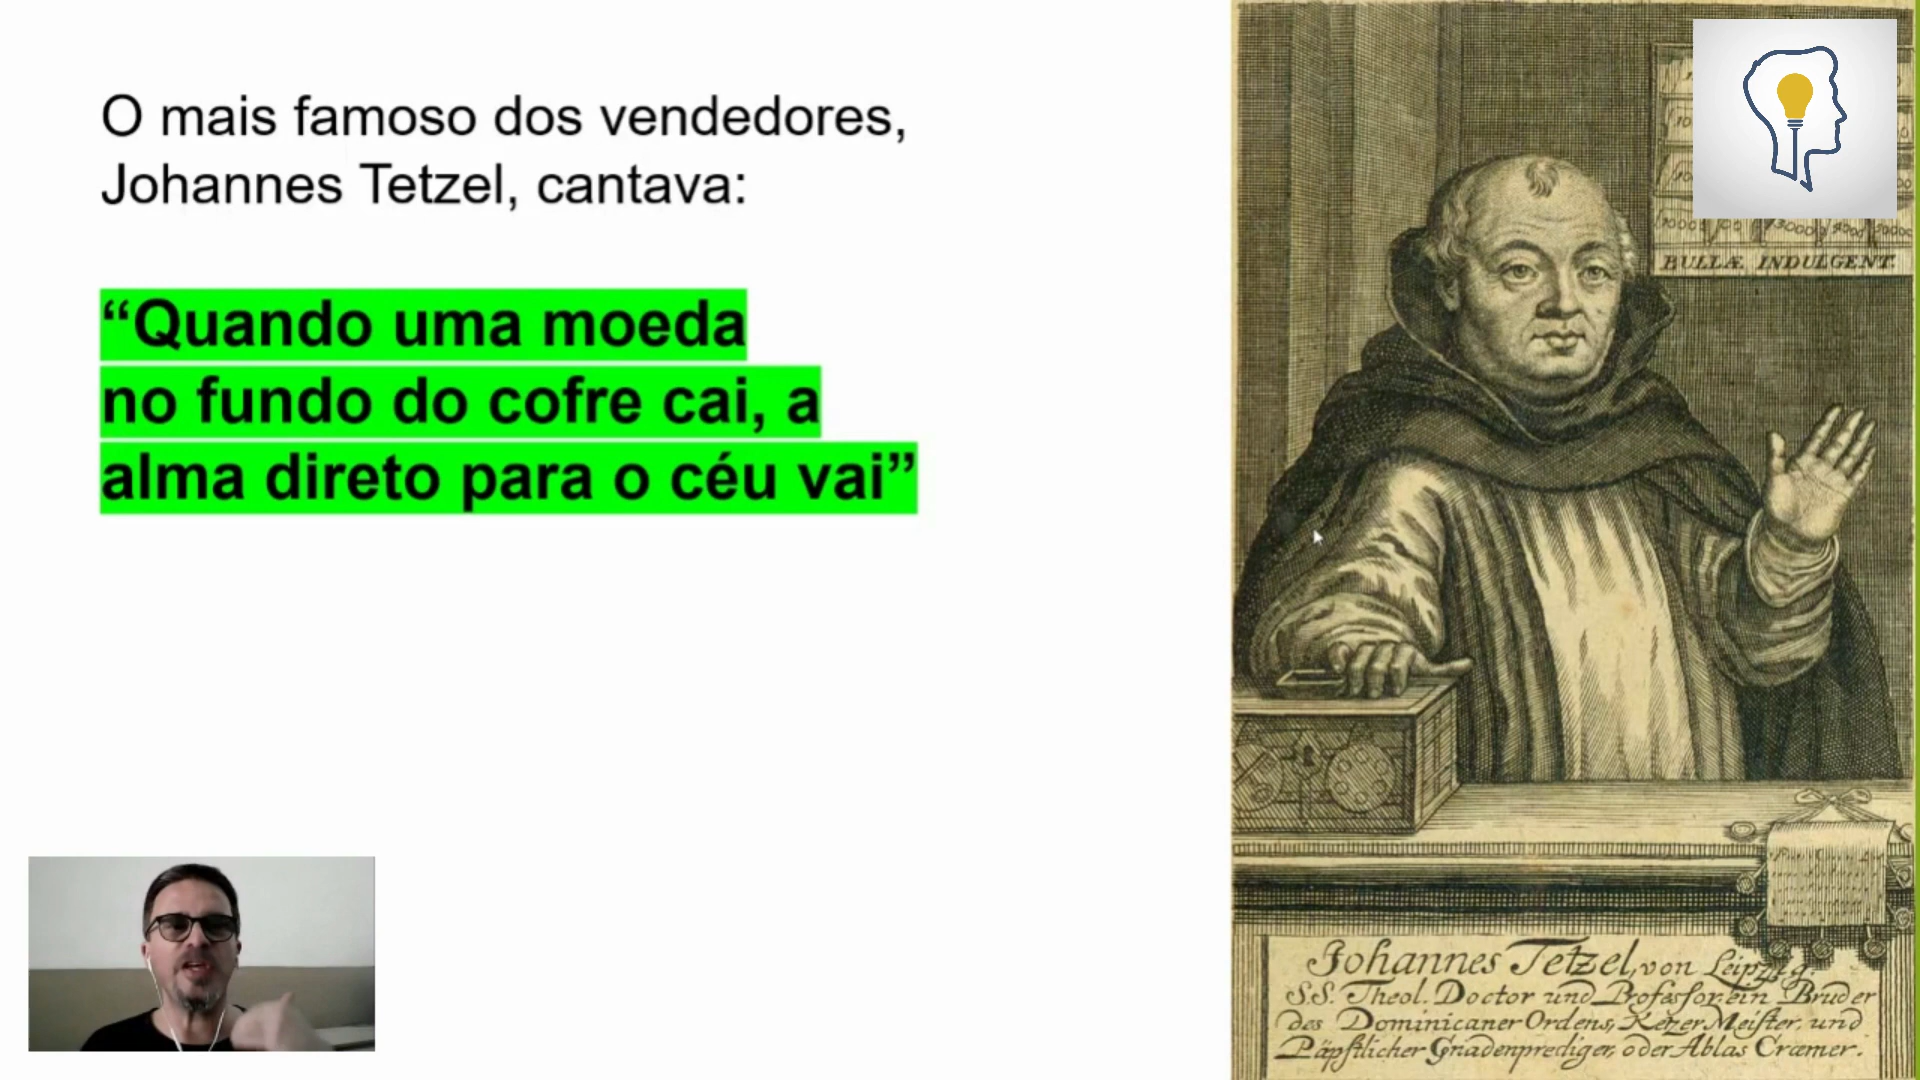 O mais famoso dos vendedores,
Johannes Tetzel, cantava:
“Quando uma moeda
no fundo do cofre cai, a
alma direto para o céu vai”
BULLÆ INDULGENT.
Johannes Tetzel, von Leipzig.
S.S. Theol. Doctor und Professor, ein Bruder
des Dominicaner Ordens, Ketzer Meister, und
Päpstlicher Gnadenprediger, oder Ablas Cræmer.